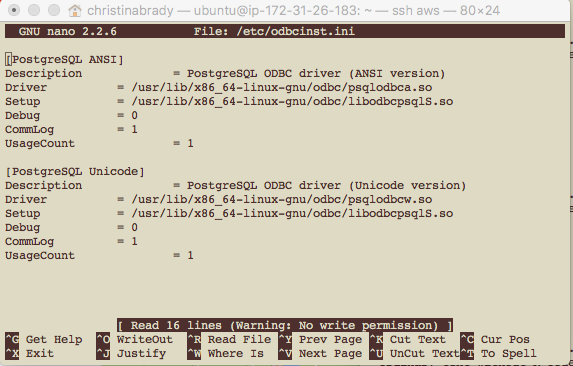 christinabrady — ubuntu@ip-172-31-26-183: ~ — ssh aws — 80×24
GNU nano 2.2.6 File: /etc/odbcinst.ini
[PostgreSQL ANSI]
Description = PostgreSQL ODBC driver (ANSI version)
Driver = /usr/lib/x86_64-linux-gnu/odbc/psqlodbca.so
Setup = /usr/lib/x86_64-linux-gnu/odbc/libodbcpsqlS.so
Debug = 0
CommLog = 1
UsageCount = 1
[PostgreSQL Unicode]
Description = PostgreSQL ODBC driver (Unicode version)
Driver = /usr/lib/x86_64-linux-gnu/odbc/psqlodbcw.so
Setup = /usr/lib/x86_64-linux-gnu/odbc/libodbcpsqlS.so
Debug = 0
CommLog = 1
UsageCount = 1
[ Read 16 lines (Warning: No write permission) ]
^G Get Help ^O WriteOut ^R Read File ^Y Prev Page ^K Cut Text ^C Cur Pos
^X Exit ^J Justify ^W Where Is ^V Next Page ^U UnCut Text ^T To Spell